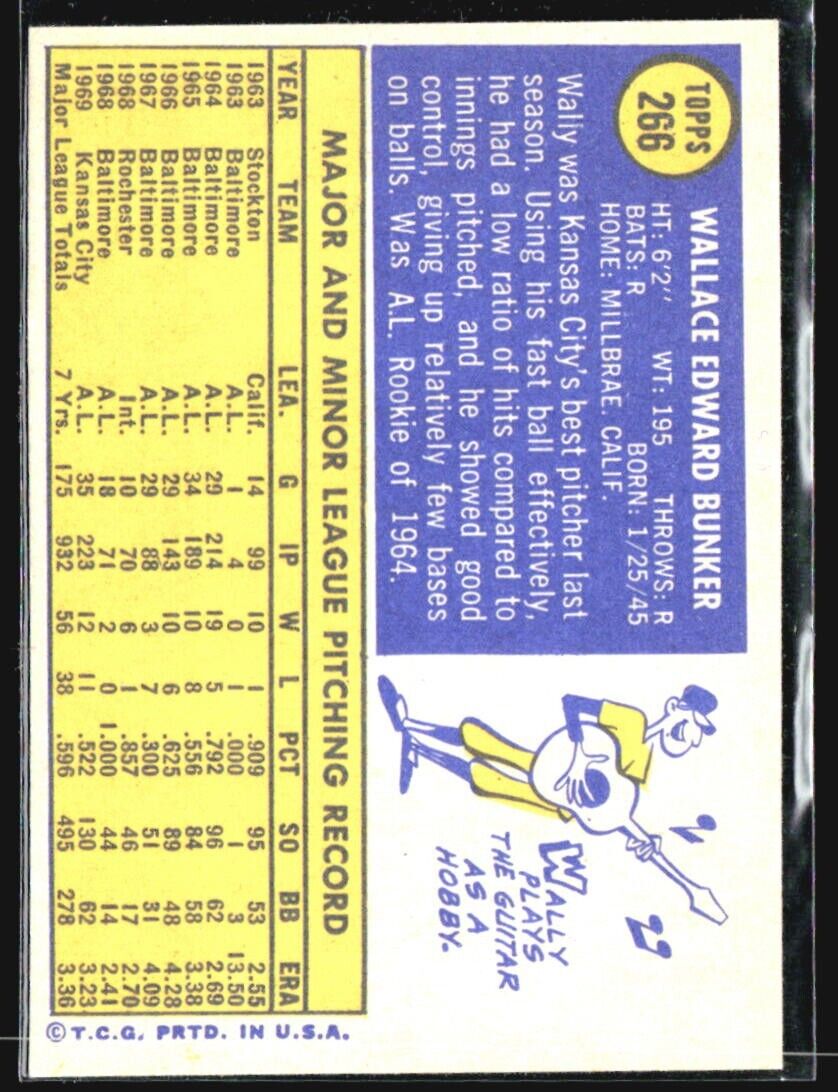 TOPPS
266
WALLACE EDWARD BUNKER
HT: 6'2" WT: 195 THROWS: R
BATS: R BORN: 1/25/45
HOME: MILLBRAE, CALIF.
Wally was Kansas City's best pitcher last
season. Using his fast ball effectively,
he had a low ratio of hits compared to
innings pitched, and he showed good
control, giving up relatively few bases
on balls. Was A.L. Rookie of 1964.
WALLY
PLAYS
THE GUITAR
AS A
HOBBY.
MAJOR AND MINOR LEAGUE PITCHING RECORD
YEAR TEAM LEA. G IP W L PCT SO BB ERA
1963 Stockton Calif. 14 99 10 1 .909 95 53 2.55
1963 Baltimore A.L. 1 4 0 1 .000 1 3 13.50
1964 Baltimore A.L. 29 214 19 5 .792 96 62 2.69
1965 Baltimore A.L. 34 189 10 8 .556 84 58 3.38
1966 Baltimore A.L. 29 143 10 6 .625 89 48 4.28
1967 Baltimore A.L. 29 88 3 7 .300 51 31 4.09
1968 Rochester Int. 10 70 6 1 .857 46 17 2.70
1968 Baltimore A.L. 18 71 2 0 1.000 44 14 2.41
1969 Kansas City A.L. 35 223 12 11 .522 130 62 3.23
Major League Totals 7 Yrs. 175 932 56 38 .596 495 278 3.36
© T.C.G. PRTD. IN U.S.A.